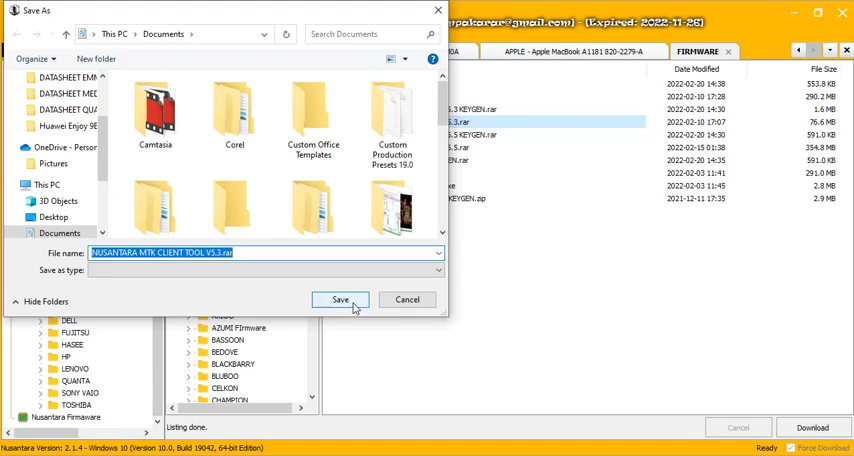 Save As
mpakarac@gmail.com) - (Expired: 2022-11-26)
This PC > Documents >
Search Documents
00A
APPLE - Apple MacBook A1181 820-2279-A
FIRMWARE
Organize
New folder
Date Modified
File Size
DATASHEET EMM
DATASHEET MED
DATASHEET QUA
Huawei Enjoy 9E
OneDrive - Person
Pictures
This PC
3D Objects
Desktop
Documents
Camtasia
Corel
Custom Office
Templates
Custom
Production
Presets 19.0
2022-02-20 14:38 553.8 KB
2022-02-10 17:28 290.2 MB
5.3 KEYGEN.rar 2022-02-20 14:34 1.6 MB
5.3.rar 2022-02-10 17:07 76.6 MB
5.5 KEYGEN.rar 2022-02-20 14:34 591.0 KB
5.5.rar 2022-02-15 01:38 354.8 MB
EN.rar 2022-02-20 14:35 591.0 KB
2022-02-03 11:41 291.0 MB
xe 2022-02-03 11:45 2.8 MB
KEYGEN.zip 2021-12-11 17:35 2.9 MB
File name: NUSANTARA MTK CLIENT TOOL V5.3.rar
Save as type:
Hide Folders
Save
Cancel
DELL
FUJITSU
HASEE
HP
LENOVO
QUANTA
SONY VAIO
TOSHIBA
Nusantara Firmaware
AZUMI FIrmware
BASSOON
BEDOVE
BLACKBARRY
BLUBOO
CELKON
CHAMPION
Listing done.
Cancel
Download
Nusantara Version: 2.1.4 - Windows 10 (Version 10.0, Build 19042, 64-bit Edition)
Ready
Force Download